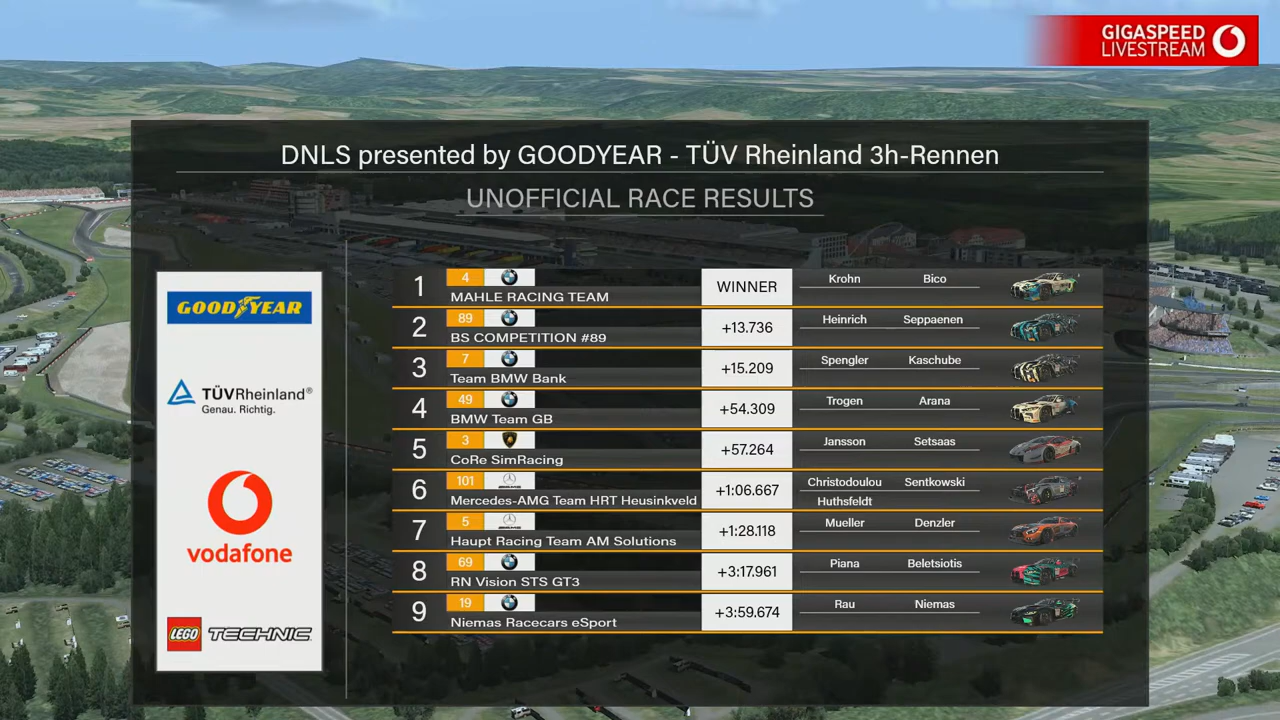 GIGASPEED
LIVESTREAM
DNLS presented by GOODYEAR - TÜV Rheinland 3h-Rennen
UNOFFICIAL RACE RESULTS
GOODYEAR
TÜVRheinland®
Genau. Richtig.
vodafone
LEGO TECHNIC
1 4 MAHLE RACING TEAM WINNER Krohn Bico
2 89 BS COMPETITION #89 +13.736 Heinrich Seppaenen
3 7 Team BMW Bank +15.209 Spengler Kaschube
4 49 BMW Team GB +54.309 Trogen Arana
5 3 CoRe SimRacing +57.264 Jansson Setsaas
6 101 Mercedes-AMG Team HRT Heusinkveld +1:06.667 Christodoulou Sentkowski
Huthsfeldt
7 5 Haupt Racing Team AM Solutions +1:28.118 Mueller Denzler
8 69 RN Vision STS GT3 +3:17.961 Piana Beletsiotis
9 19 Niemas Racecars eSport +3:59.674 Rau Niemas